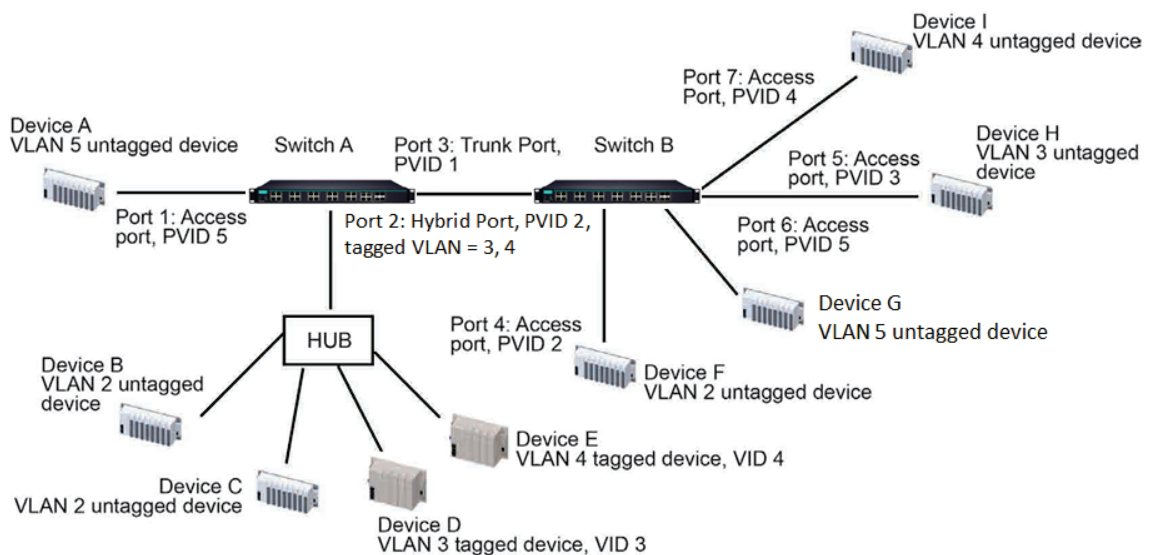 Device I
VLAN 4 untagged device
Port 7: Access
Port, PVID 4
Device A
VLAN 5 untagged device
Switch A
Port 3: Trunk Port,
PVID 1
Switch B
Device H
VLAN 3 untagged
device
Port 5: Access
port, PVID 3
Port 1: Access
port, PVID 5
Port 2: Hybrid Port, PVID 2,
tagged VLAN = 3, 4
Port 6: Access
port, PVID 5
Device G
VLAN 5 untagged device
HUB
Port 4: Access
port, PVID 2
Device B
VLAN 2 untagged
device
Device F
VLAN 2 untagged device
Device E
VLAN 4 tagged device, VID 4
Device C
VLAN 2 untagged device
Device D
VLAN 3 tagged device, VID 3